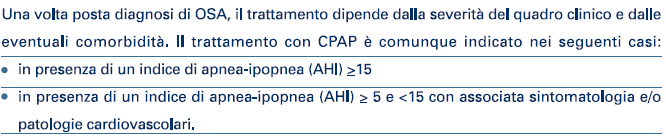 Una volta posta diagnosi di OSA, il trattamento dipende dalla severità del quadro clinico e dalle
eventuali comorbidità. Il trattamento con CPAP è comunque indicato nei seguenti casi:
• in presenza di un indice di apnea-ipopnea (AHI) ≥15
• in presenza di un indice di apnea-ipopnea (AHI) ≥ 5 e <15 con associata sintomatologia e/o
patologie cardiovascolari.